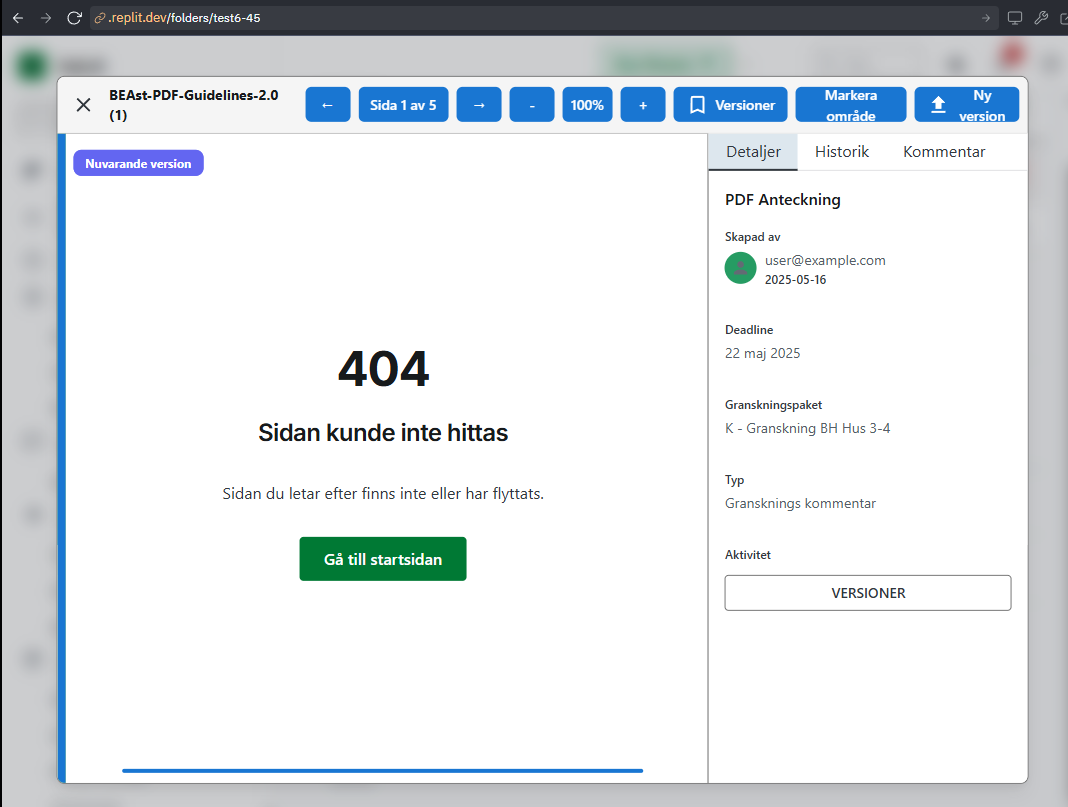 .replit.dev/folders/test6-45
BEAst-PDF-Guidelines-2.0
(1)
←
Sida 1 av 5
→
-
100%
+
Versioner
Markera
område
Ny
version
Nuvarande version
Detaljer
Historik
Kommentar
404
Sidan kunde inte hittas
Sidan du letar efter finns inte eller har flyttats.
Gå till startsidan
PDF Anteckning
Skapad av
user@example.com
2025-05-16
Deadline
22 maj 2025
Granskningspaket
K - Granskning BH Hus 3-4
Typ
Gransknings kommentar
Aktivitet
VERSIONER